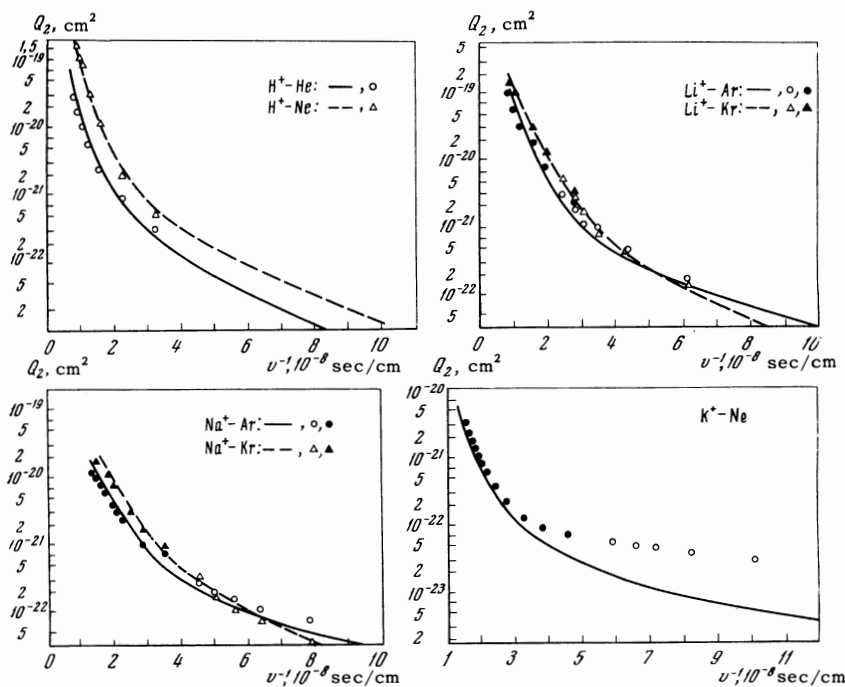 Q₂, cm²
1,5
10⁻¹⁹
5
2
10⁻²⁰
5
2
10⁻²¹
5
2
10⁻²²
5
2
H⁺–He: —, ○
H⁺–Ne: – –, △
0 2 4 6 8 10
v⁻¹, 10⁻⁸ sec/cm
Q₂, cm²
5
2
10⁻¹⁹
5
2
10⁻²⁰
5
2
10⁻²¹
5
2
10⁻²²
5
Li⁺–Ar: —, ○, ●
Li⁺–Kr: – –, △, ▲
0 2 4 6 8 10
v⁻¹, 10⁻⁸ sec/cm
Q₂, cm²
10⁻¹⁹
5
2
10⁻²⁰
5
2
10⁻²¹
5
2
10⁻²²
5
Na⁺–Ar: —, ○, ●
Na⁺–Kr: – –, △, ▲
0 2 4 6 8 10
v⁻¹, 10⁻⁸ sec/cm
Q₂, cm²
10⁻²⁰
5
2
10⁻²¹
5
2
10⁻²²
5
2
10⁻²³
5
2
K⁺–Ne
1 3 5 7 9 11
v⁻¹, 10⁻⁸ sec/cm